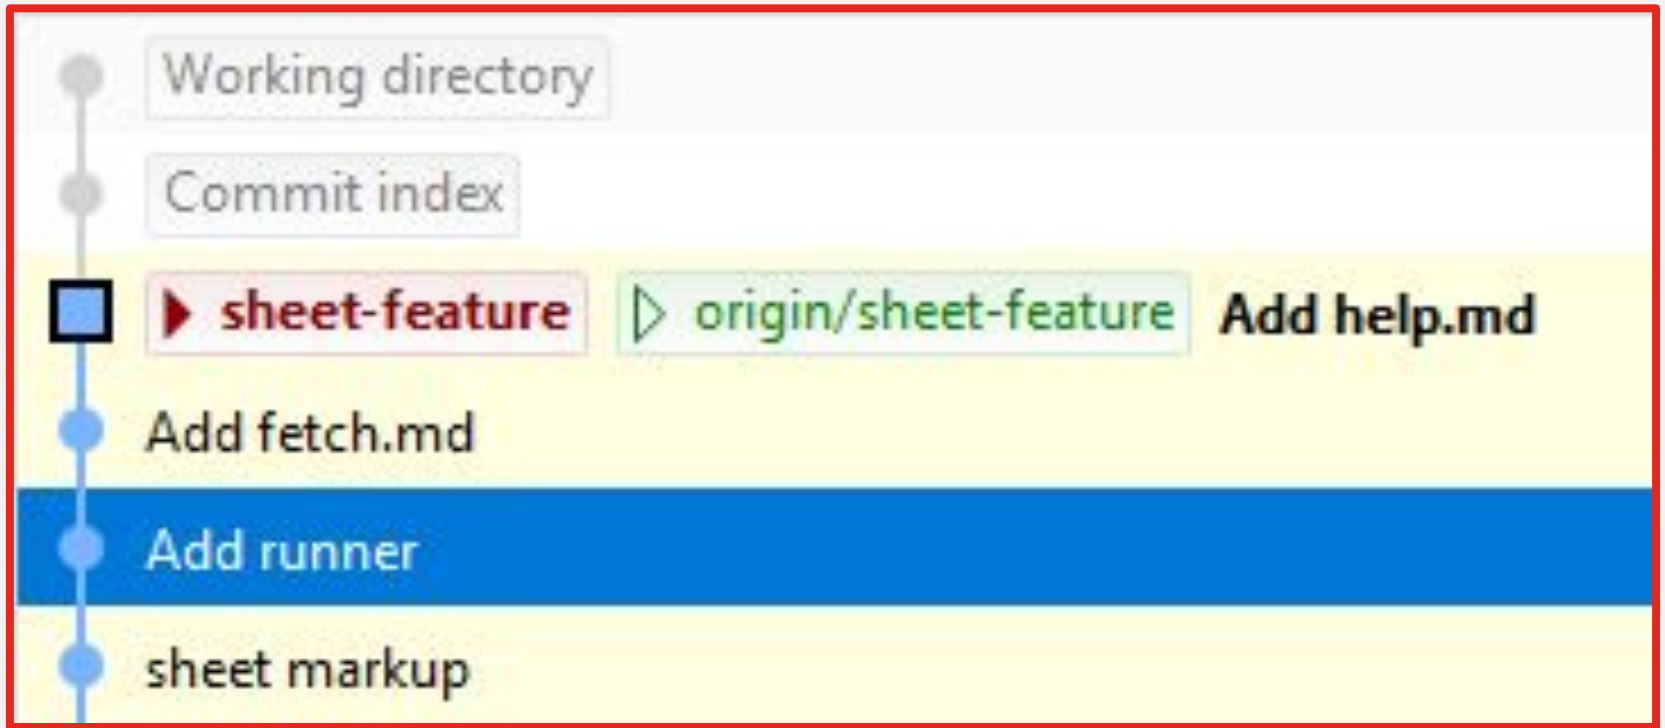 Working directory
Commit index
sheet-feature origin/sheet-feature Add help.md
Add fetch.md
Add runner
sheet markup